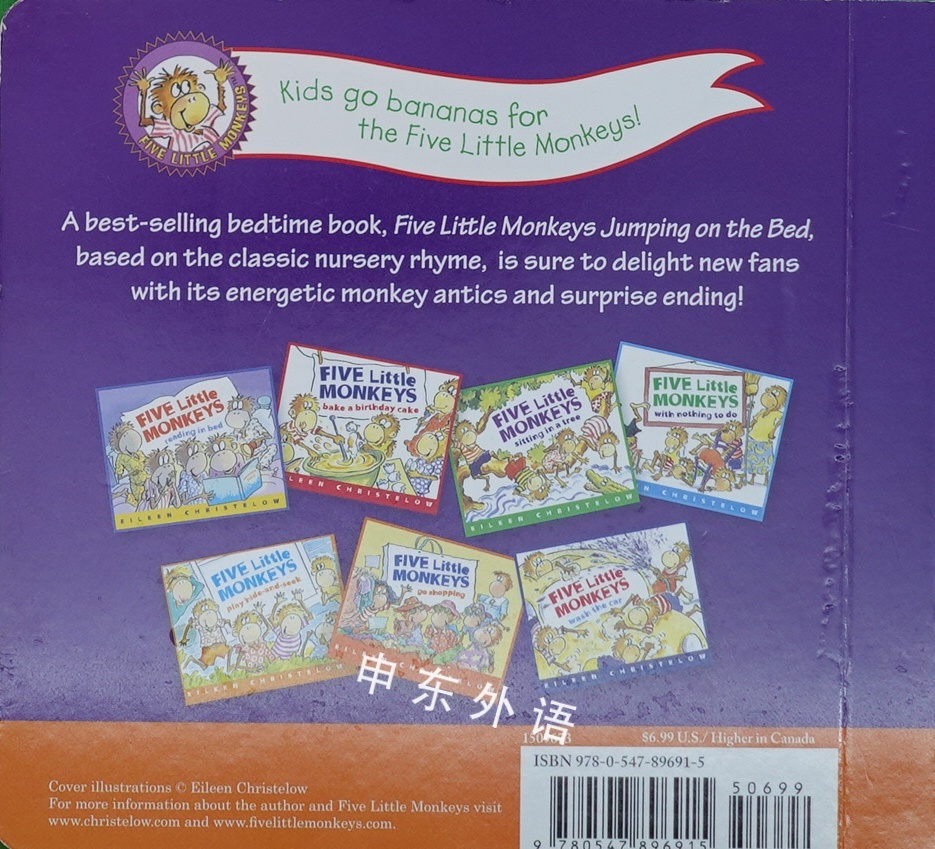 FIVE LITTLE MONKEYS
Kids go bananas for
the Five Little Monkeys!
A best-selling bedtime book, Five Little Monkeys Jumping on the Bed,
based on the classic nursery rhyme, is sure to delight new fans
with its energetic monkey antics and surprise ending!
FIVE Little
MONKEYS
reading in bed
EILEEN CHRISTELOW
FIVE Little
MONKEYS
bake a birthday cake
EILEEN CHRISTELOW
FIVE Little
MONKEYS
sitting in a tree
EILEEN CHRISTELOW
FIVE Little
MONKEYS
with nothing to do
EILEEN CHRISTELOW
FIVE Little
MONKEYS
play hide-and-seek
EILEEN CHRISTELOW
FIVE Little
MONKEYS
Go shopping
EILEEN CHRISTELOW
FIVE Little
MONKEYS
wash the car
EILEEN CHRISTELOW
申东外语
$6.99 U.S./ Higher in Canada
ISBN 978-0-547-89691-5
50699
9 780547 896915
Cover illustrations © Eileen Christelow
For more information about the author and Five Little Monkeys visit
www.christelow.com and www.fivelittlemonkeys.com.